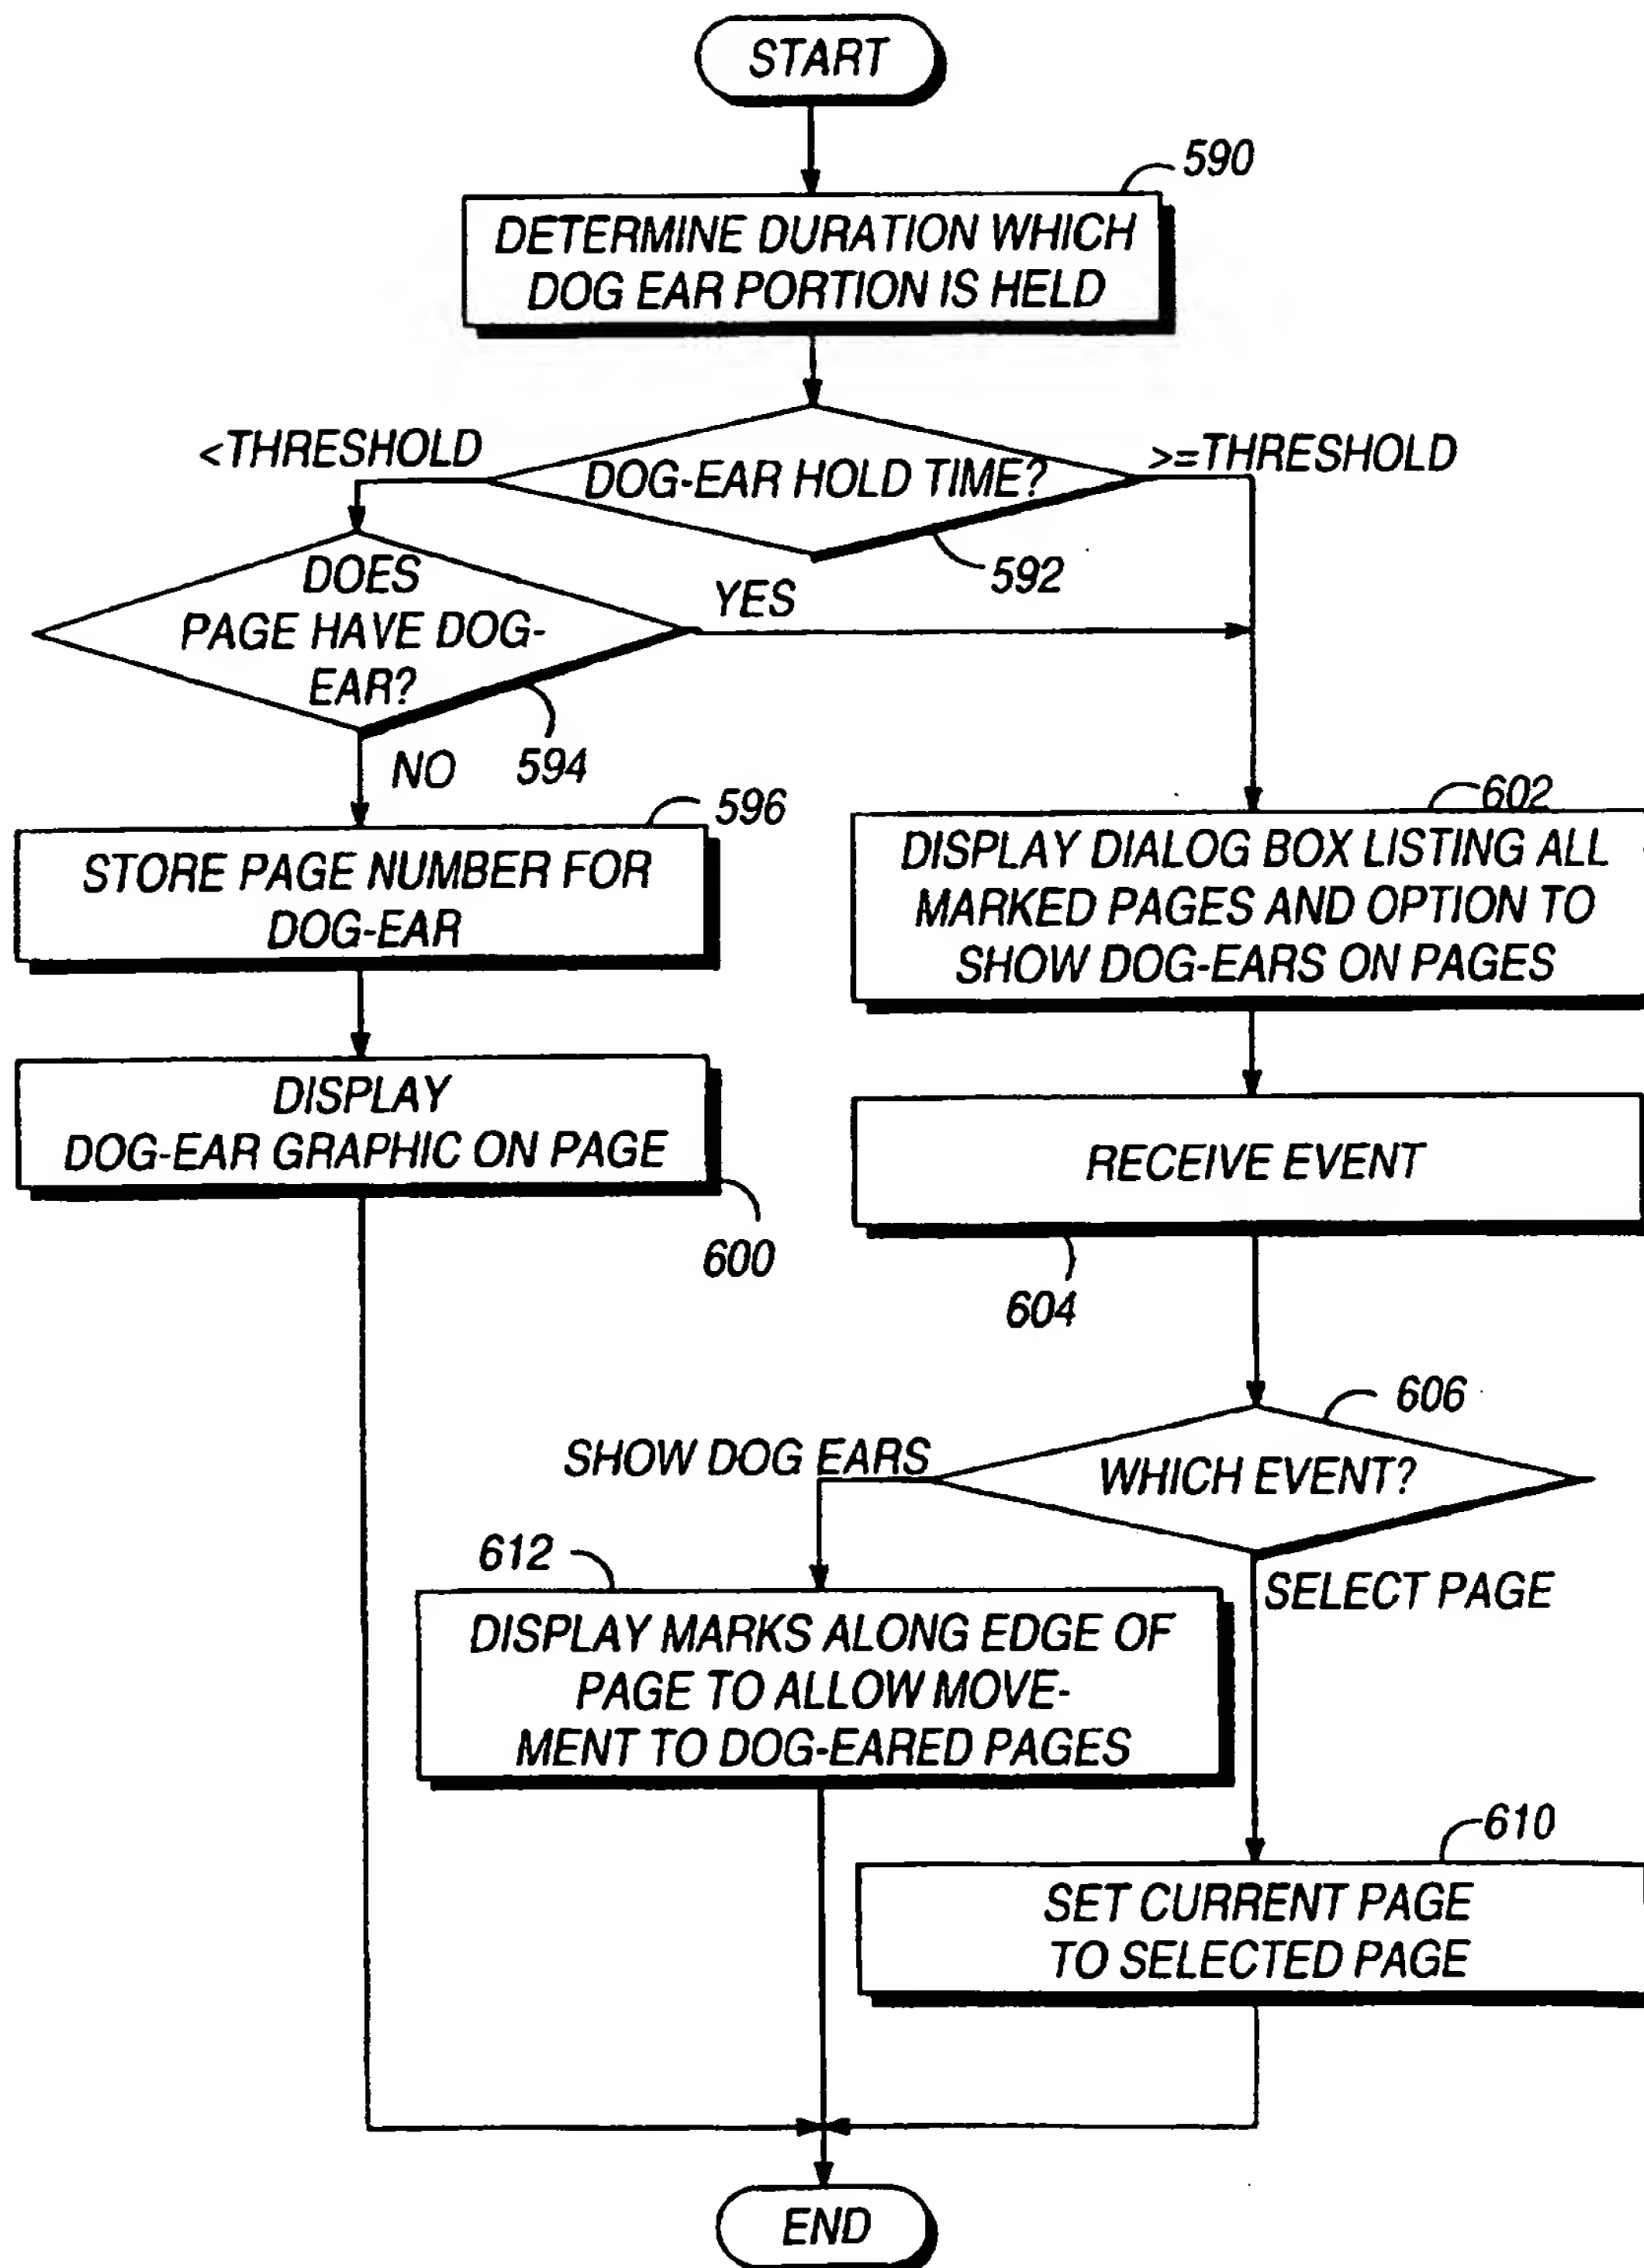 START
590
DETERMINE DURATION WHICH
DOG EAR PORTION IS HELD
<THRESHOLD
DOG-EAR HOLD TIME?
>=THRESHOLD
592
DOES
PAGE HAVE DOG-
EAR?
YES
594
NO
596
STORE PAGE NUMBER FOR
DOG-EAR
602
DISPLAY DIALOG BOX LISTING ALL
MARKED PAGES AND OPTION TO
SHOW DOG-EARS ON PAGES
DISPLAY
DOG-EAR GRAPHIC ON PAGE
600
RECEIVE EVENT
604
606
WHICH EVENT?
SHOW DOG EARS
SELECT PAGE
612
DISPLAY MARKS ALONG EDGE OF
PAGE TO ALLOW MOVE-
MENT TO DOG-EARED PAGES
610
SET CURRENT PAGE
TO SELECTED PAGE
END